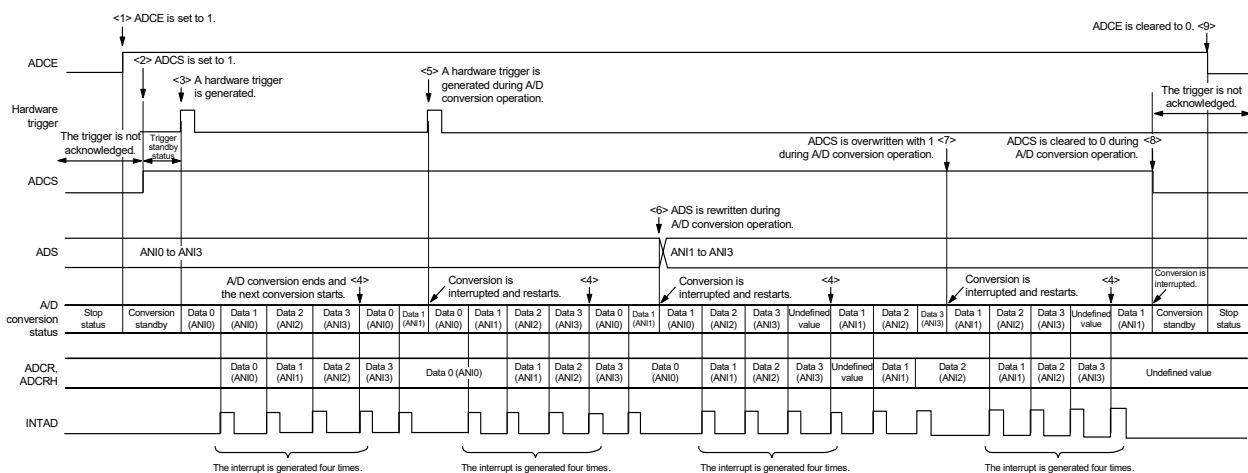 <1> ADCE is set to 1.
ADCE is cleared to 0. <9>
ADCE
<2> ADCS is set to 1.
<3> A hardware trigger
is generated.
<5> A hardware trigger is
generated during A/D
conversion operation.
The trigger is not
acknowledged.
Hardware
trigger
The trigger is not
acknowledged.
Trigger
standby
status
ADCS is overwritten with 1 <7>
during A/D conversion operation.
ADCS is cleared to 0 during <8>
A/D conversion operation.
ADCS
<6> ADS is rewritten during
A/D conversion operation.
ADS
ANI0 to ANI3
ANI1 to ANI3
A/D conversion ends and <4>
the next conversion starts.
Conversion is
interrupted and restarts.
<4>
Conversion is
interrupted and restarts.
<4>
Conversion is
interrupted and restarts.
<4>
Conversion is
interrupted.
A/D
conversion
status
Stop status
Conversion standby
Data 0 (ANI0)
Data 1 (ANI0)
Data 2 (ANI2)
Data 3 (ANI3)
Data 0 (ANI0)
Data 1 (ANI1)
Data 0 (ANI0)
Data 1 (ANI1)
Data 2 (ANI2)
Data 3 (ANI3)
Data 0 (ANI0)
Data 1 (ANI1)
Data 1 (ANI0)
Data 2 (ANI2)
Data 3 (ANI3)
Undefined value
Data 1 (ANI1)
Data 2 (ANI2)
Data 3 (ANI3)
Data 1 (ANI1)
Data 2 (ANI2)
Data 3 (ANI3)
Undefined value
Data 1 (ANI1)
Conversion standby
Stop status
ADCR,
ADCRH
Data 0 (ANI0)
Data 1 (ANI1)
Data 2 (ANI2)
Data 3 (ANI3)
Data 0 (ANI0)
Data 1 (ANI1)
Data 2 (ANI2)
Data 3 (ANI3)
Data 0 (ANI0)
Data 1 (ANI1)
Data 2 (ANI2)
Data 3 (ANI3)
Undefined value
Data 1 (ANI1)
Data 2 (ANI2)
Data 1 (ANI1)
Data 2 (ANI2)
Data 3 (ANI3)
Undefined value
INTAD
The interrupt is generated four times.
The interrupt is generated four times.
The interrupt is generated four times.
The interrupt is generated four times.